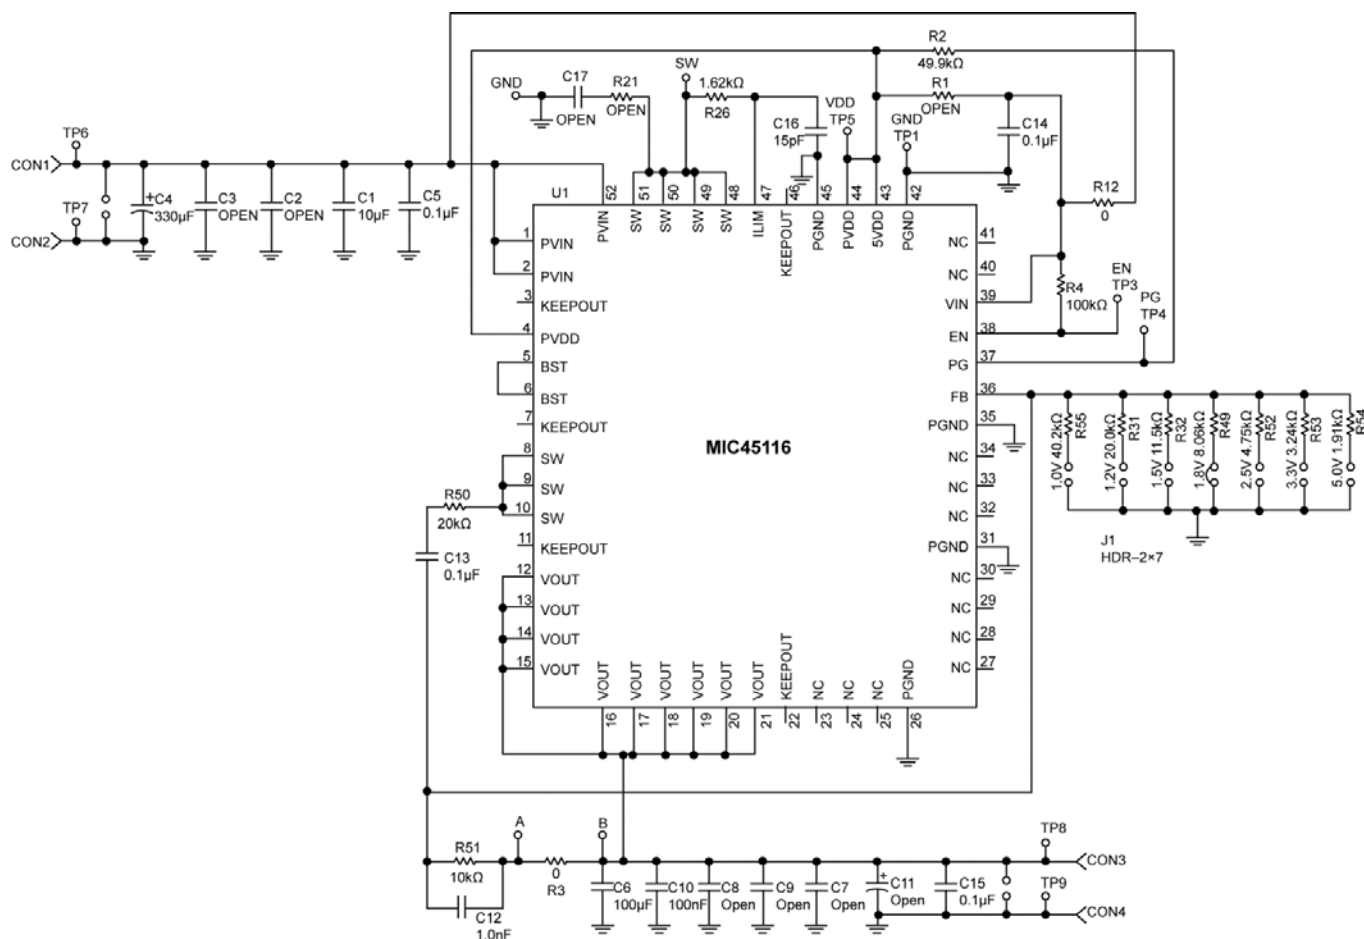 R2
49.9kΩ
R1
OPEN
SW
C17
R21
1.62kΩ
GND
OPEN
OPEN
R26
VDD
TP5
GND
TP1
C16
15pF
C14
0.1µF
TP6
CON1
TP7
CON2
C4
330µF
C3
OPEN
C2
OPEN
C1
10µF
C5
0.1µF
R12
0
U1
52
51
50
49
48
47
46
45
44
43
42
PVIN
SW
SW
SW
SW
ILIM
KEEPOUT
PGND
PVDD
5VDD
PGND
1 PVIN
2 PVIN
3 KEEPOUT
4 PVDD
5 BST
6 BST
7 KEEPOUT
8 SW
9 SW
10 SW
11 KEEPOUT
12 VOUT
13 VOUT
14 VOUT
15 VOUT
MIC45116
NC 41
NC 40
VIN 39
EN 38
PG 37
FB 36
PGND 35
NC 34
NC 33
NC 32
PGND 31
NC 30
NC 29
NC 28
NC 27
R4
100kΩ
EN
TP3
PG
TP4
1.0V 40.2kΩ R55
1.2V 20.0kΩ R31
1.5V 11.5kΩ R32
1.8V 8.06kΩ R49
2.5V 4.75kΩ R52
3.3V 3.24kΩ R53
5.0V 1.91kΩ R54
J1
HDR–2×7
R50
20kΩ
C13
0.1µF
VOUT
VOUT
VOUT
VOUT
VOUT
VOUT
KEEPOUT
NC
NC
NC
PGND
16
17
18
19
20
21
22
23
24
25
26
A
B
R51
10kΩ
0
R3
C12
1.0nF
C6
100µF
C10
100nF
C8
Open
C9
Open
C7
Open
C11
Open
C15
0.1µF
TP8
CON3
TP9
CON4